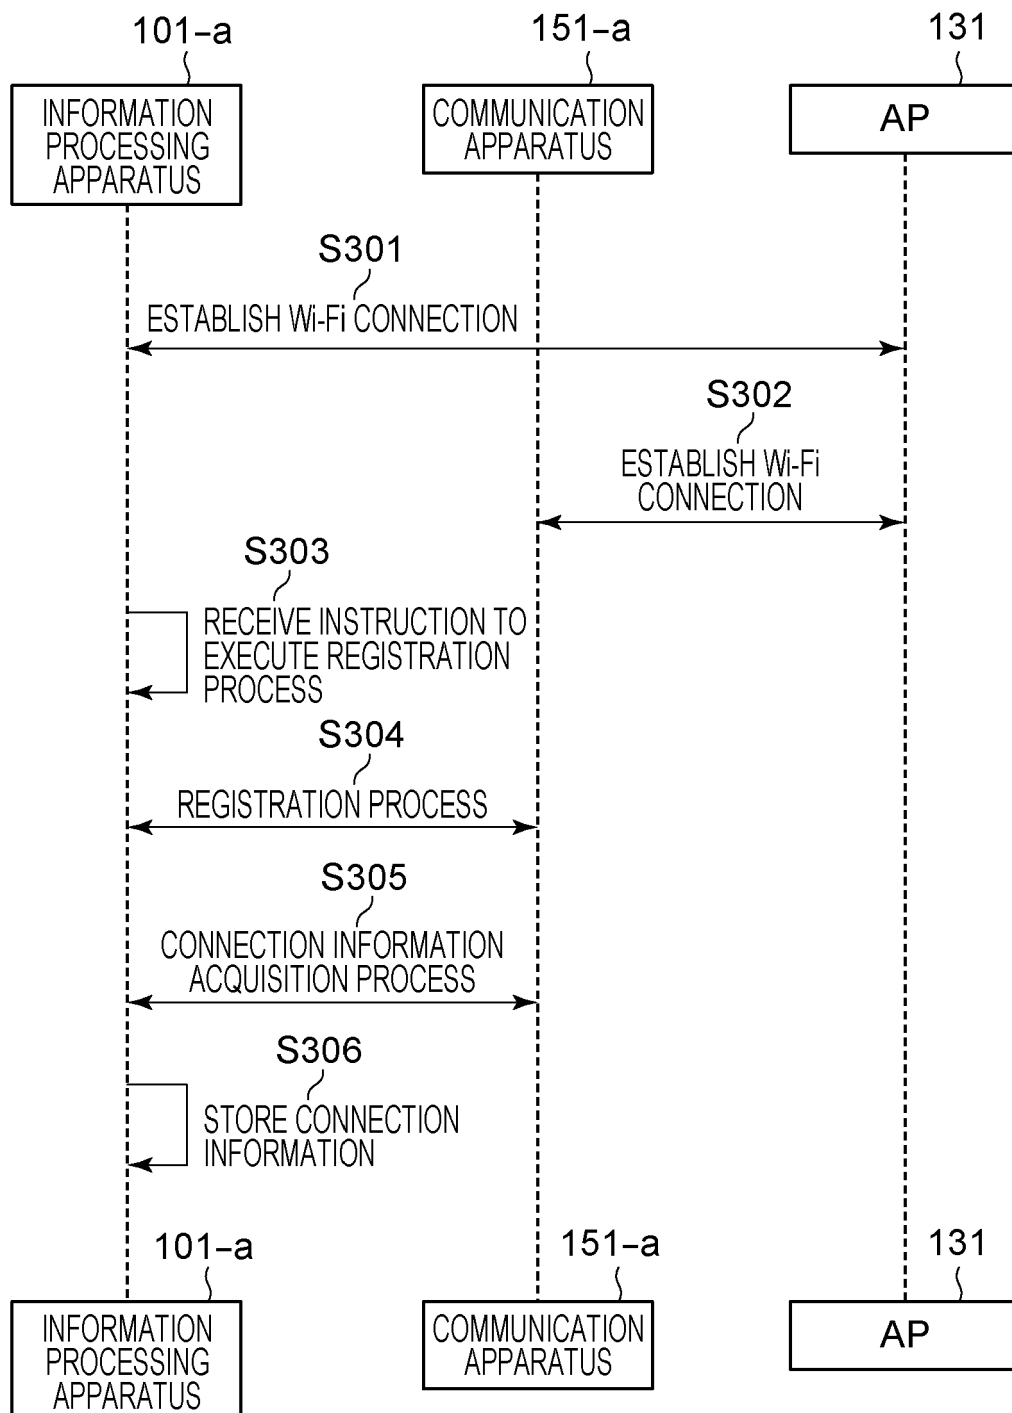 101-a
151-a
131
INFORMATION
PROCESSING
APPARATUS
COMMUNICATION
APPARATUS
AP
S301
ESTABLISH Wi-Fi CONNECTION
S302
ESTABLISH Wi-Fi
CONNECTION
S303
RECEIVE INSTRUCTION TO
EXECUTE REGISTRATION
PROCESS
S304
REGISTRATION PROCESS
S305
CONNECTION INFORMATION
ACQUISITION PROCESS
S306
STORE CONNECTION
INFORMATION
101-a
151-a
131
INFORMATION
PROCESSING
APPARATUS
COMMUNICATION
APPARATUS
AP